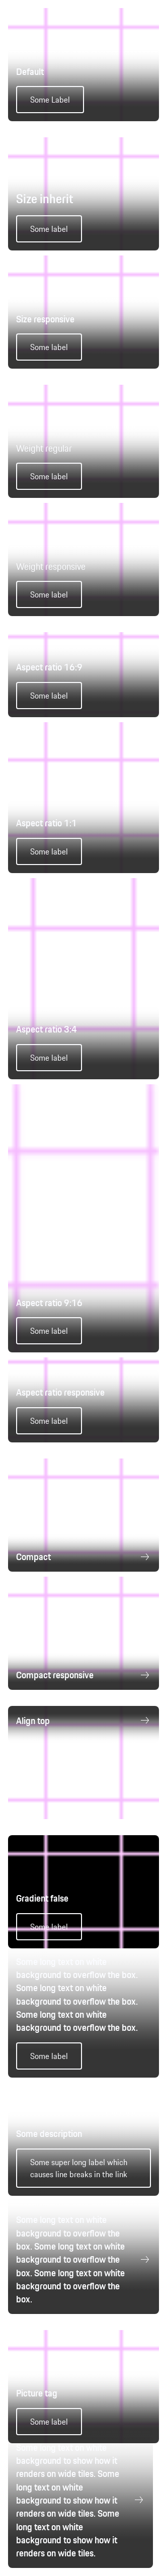 Default
Some Label
Size inherit
Some label
Size responsive
Some label
Weight regular
Some label
Weight responsive
Some label
Aspect ratio 16:9
Some label
Aspect ratio 1:1
Some label
Aspect ratio 3:4
Some label
Aspect ratio 9:16
Some label
Aspect ratio responsive
Some label
Compact
Compact responsive
Align top
Gradient false
Some label
Some long text on white
background to overflow the box.
Some long text on white
background to overflow the box.
Some long text on white
background to overflow the box.
Some label
Some description
Some super long label which
causes line breaks in the link
Some long text on white
background to overflow the
box. Some long text on white
background to overflow the
box. Some long text on white
background to overflow the
box.
Picture tag
Some label
background to show how it
renders on wide tiles. Some
long text on white
background to show how it
renders on wide tiles. Some
long text on white
background to show how it
renders on wide tiles.